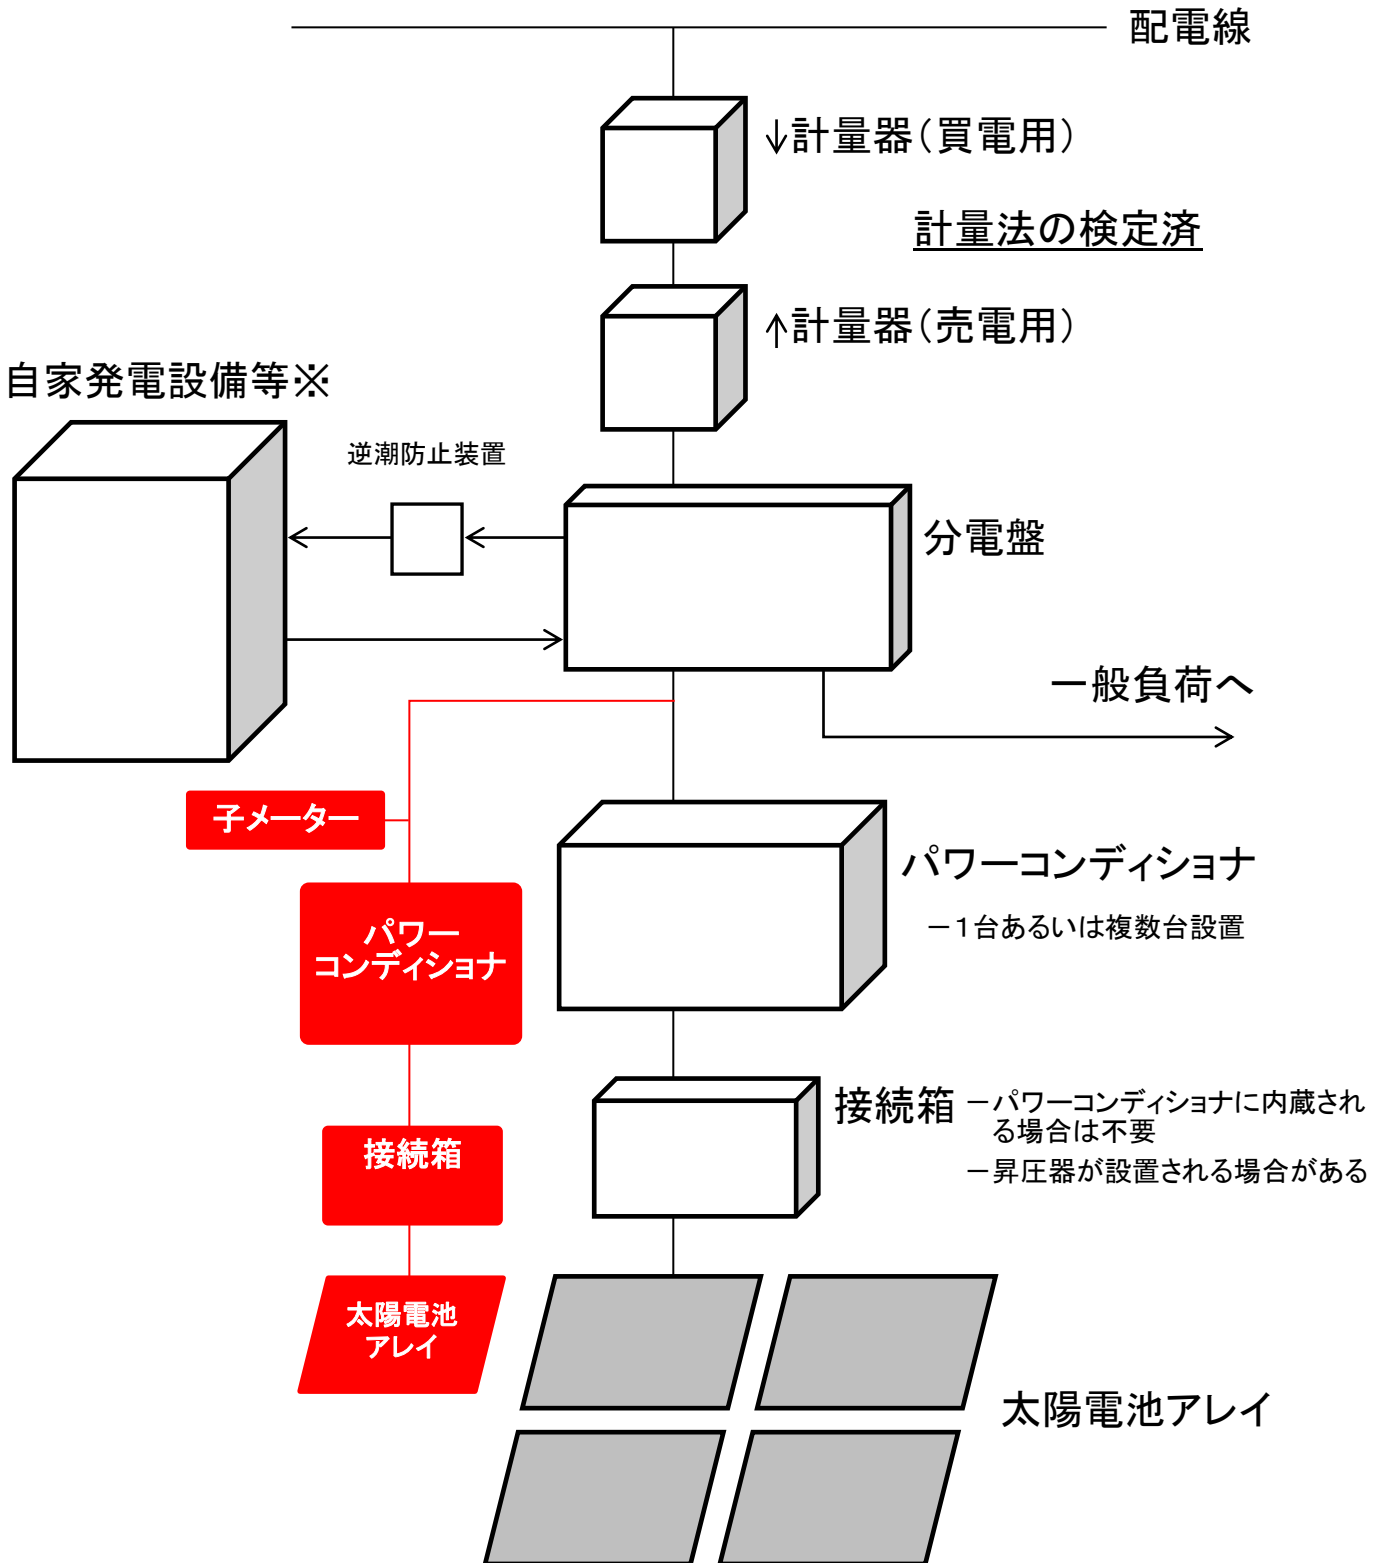 配電線
↓計量器（買電用）
計量法の検定済
↑計量器（売電用）
自家発電設備等※
逆潮防止装置
分電盤
一般負荷へ
子メーター
パワーコンディショナ
－１台あるいは複数台設置
パワー
コンディショナ
接続箱
－パワーコンディショナに内蔵され
る場合は不要
－昇圧器が設置される場合がある
接続箱
太陽電池
アレイ
太陽電池アレイ